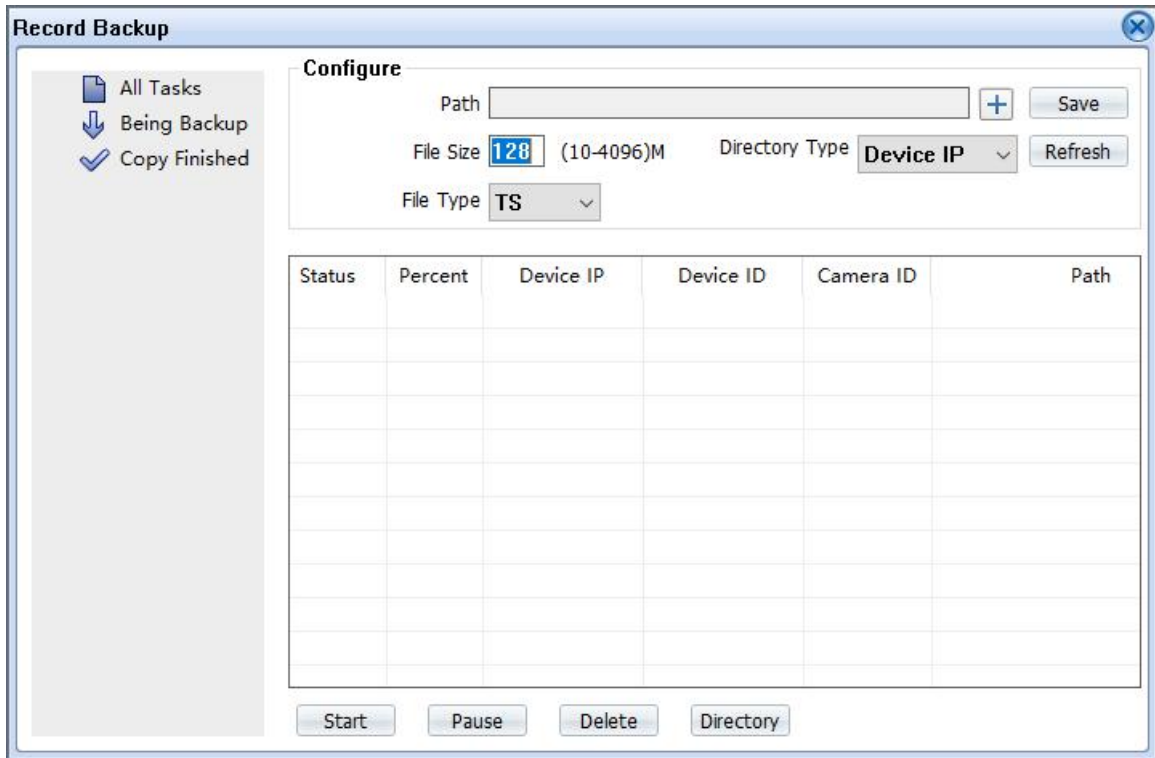 Record Backup
All Tasks
Being Backup
Copy Finished
Configure
Path
Save
File Size 128 (10-4096)M
Directory Type Device IP
Refresh
File Type TS
Status Percent Device IP Device ID Camera ID Path
Start Pause Delete Directory